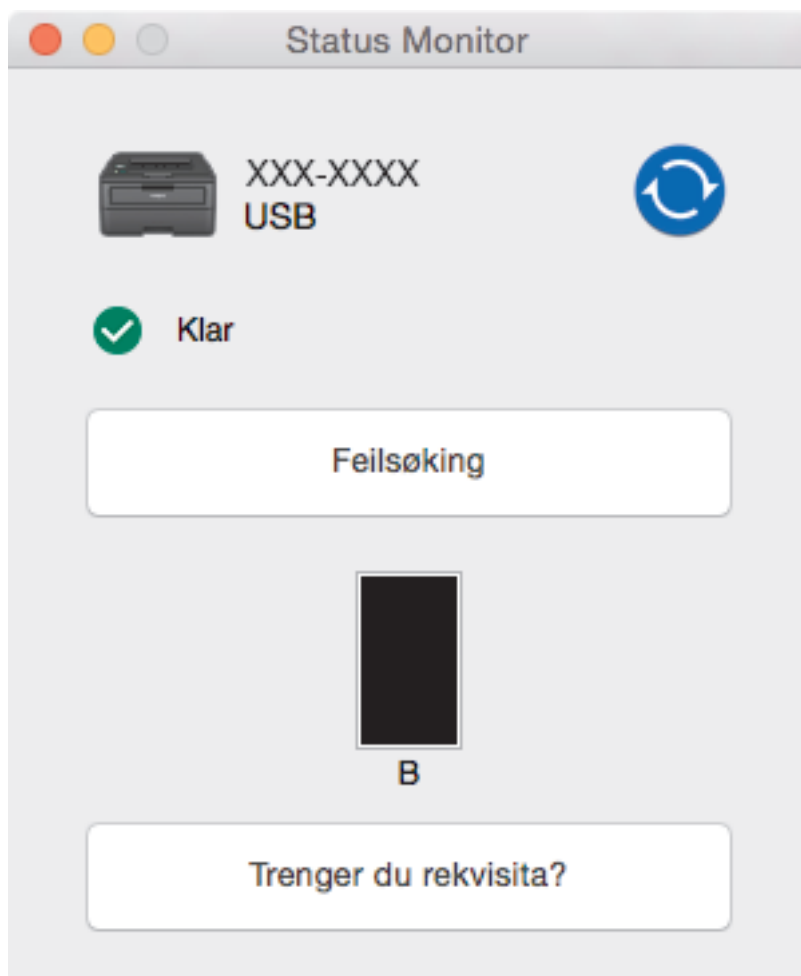 Status Monitor
XXX-XXXX
USB
Klar
Feilsøking
B
Trenger du rekvisita?